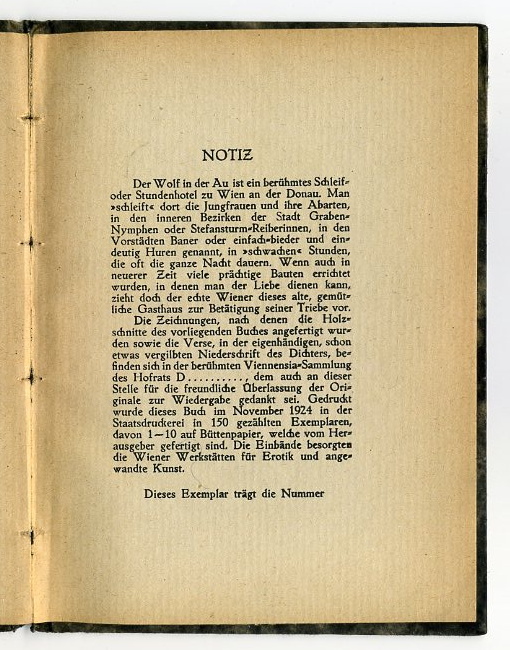 NOTIZ
Der Wolf in der Au ist ein berühmtes Schleif-
oder Stundenhotel zu Wien an der Donau. Man
»schleift« dort die Jungfrauen und ihre Abarten,
in den inneren Bezirken der Stadt Graben-
Nymphen oder Stefansturm-Reiberinnen, in den
Vorstädten Baner oder einfach-bieder und ein-
deutig Huren genannt, in »schwachen« Stunden,
die oft die ganze Nacht dauern. Wenn auch in
neuerer Zeit viele prächtige Bauten errichtet
wurden, in denen man der Liebe dienen kann,
zieht doch der echte Wiener dieses alte, gemüt-
liche Gasthaus zur Betätigung seiner Triebe vor.
Die Zeichnungen, nach denen die Holz-
schnitte des vorliegenden Buches angefertigt wur-
den sowie die Verse, in der eigenhändigen, schon
etwas vergilbten Niederschrift des Dichters, be-
finden sich in der berühmten Viennensia-Sammlung
des Hofrats D.........., dem auch an dieser
Stelle für die freundliche Überlassung der Ori-
ginale zur Wiedergabe gedankt sei. Gedruckt
wurde dieses Buch im November 1924 in der
Staatsdruckerei in 150 gezählten Exemplaren,
davon 1—10 auf Büttenpapier, welche vom Her-
ausgeber gefertigt sind. Die Einbände besorgten
die Wiener Werkstätten für Erotik und ange-
wandte Kunst.
Dieses Exemplar trägt die Nummer